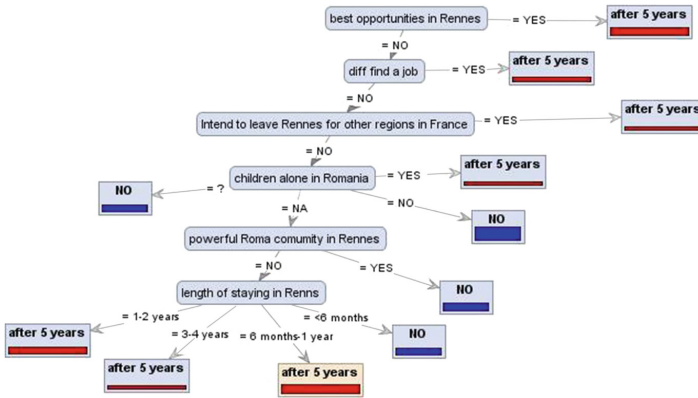 best opportunities in Rennes
= YES
after 5 years
= NO
diff find a job
= YES
after 5 years
= NO
Intend to leave Rennes for other regions in France
= YES
after 5 years
= NO
children alone in Romania
= YES
after 5 years
= ?
NO
= NO
NO
= NA
powerful Roma comumity in Rennes
= YES
NO
= NO
length of staying in Renns
= 1-2 years
after 5 years
= 3-4 years
after 5 years
= 6 months-1 year
after 5 years
= <6 months
NO